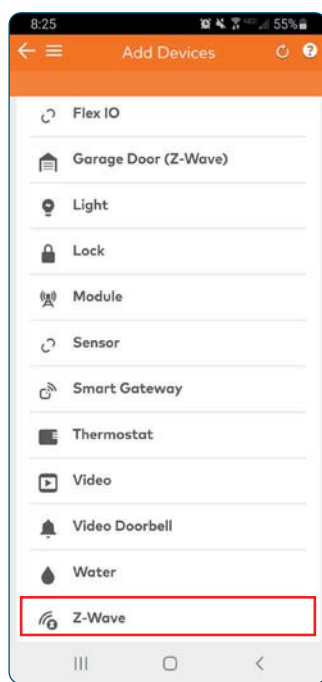 8:25
55%
Add Devices
?
Flex IO
Garage Door (Z-Wave)
Light
Lock
Module
Sensor
Smart Gateway
Thermostat
Video
Video Doorbell
Water
Z-Wave